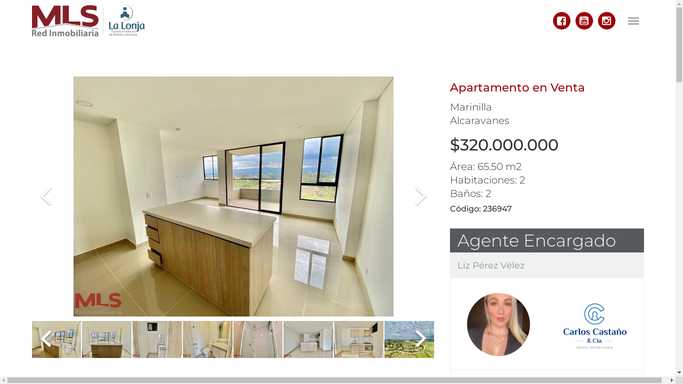 MLS
Red Inmobiliaria
La Lonja
Apartamento en Venta
Marinilla
Alcaravanes
$320.000.000
Área: 65.50 m2
Habitaciones: 2
Baños: 2
Código: 236947
MLS
Agente Encargado
Liz Pérez Vélez
Carlos Castaño
& Cía.